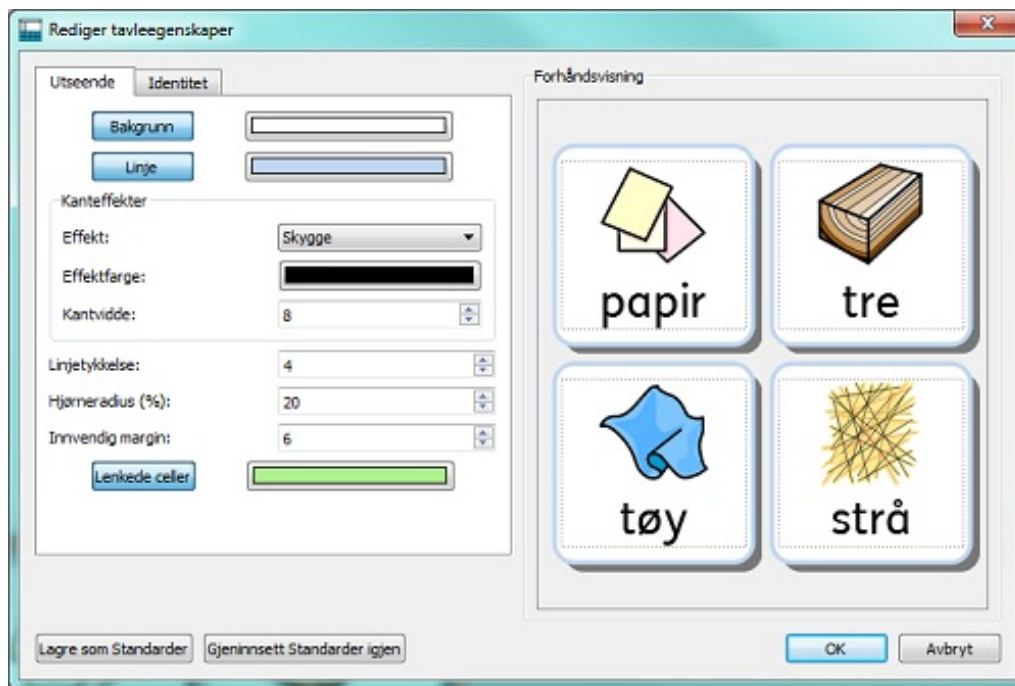 Rediger tavleegenskaper
Utseende
Identitet
Bakgrunn
Linje
Kanteffekter
Effekt:
Skygge
Effektfarge:
Kantvidde:
8
Linjetykkelse:
4
Hjørneradius (%):
20
Innvendig margin:
6
Lenkede celler
Forhåndsvisning
papir
tre
tøy
strå
Lagre som Standarder
Gjeninnsett Standarder igjen
OK
Avbryt